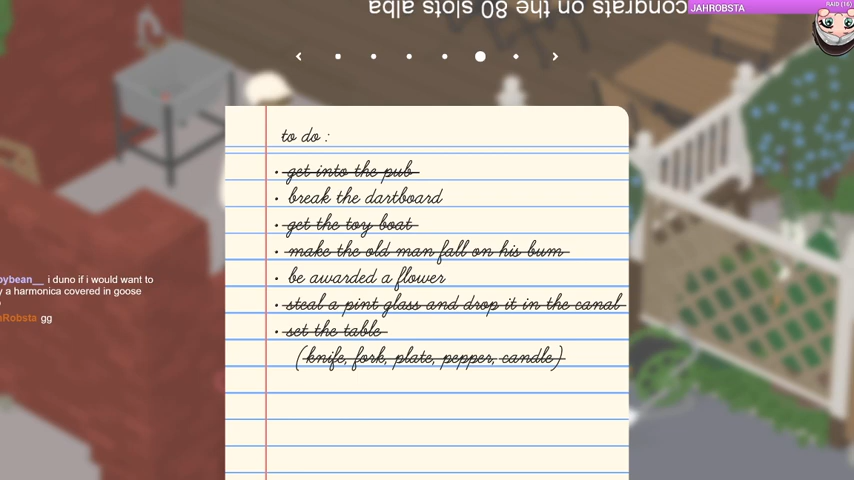 congrats on the 80 slots alba
JAHROBSTA
RAID (16)
to do :
• get into the pub
• break the dartboard
• get the toy boat
• make the old man fall on his bum
• be awarded a flower
• steal a pint glass and drop it in the canal
• set the table
(knife, fork, plate, pepper, candle)
oybean__ i duno if i would want to
y a harmonica covered in goose
Robsta gg